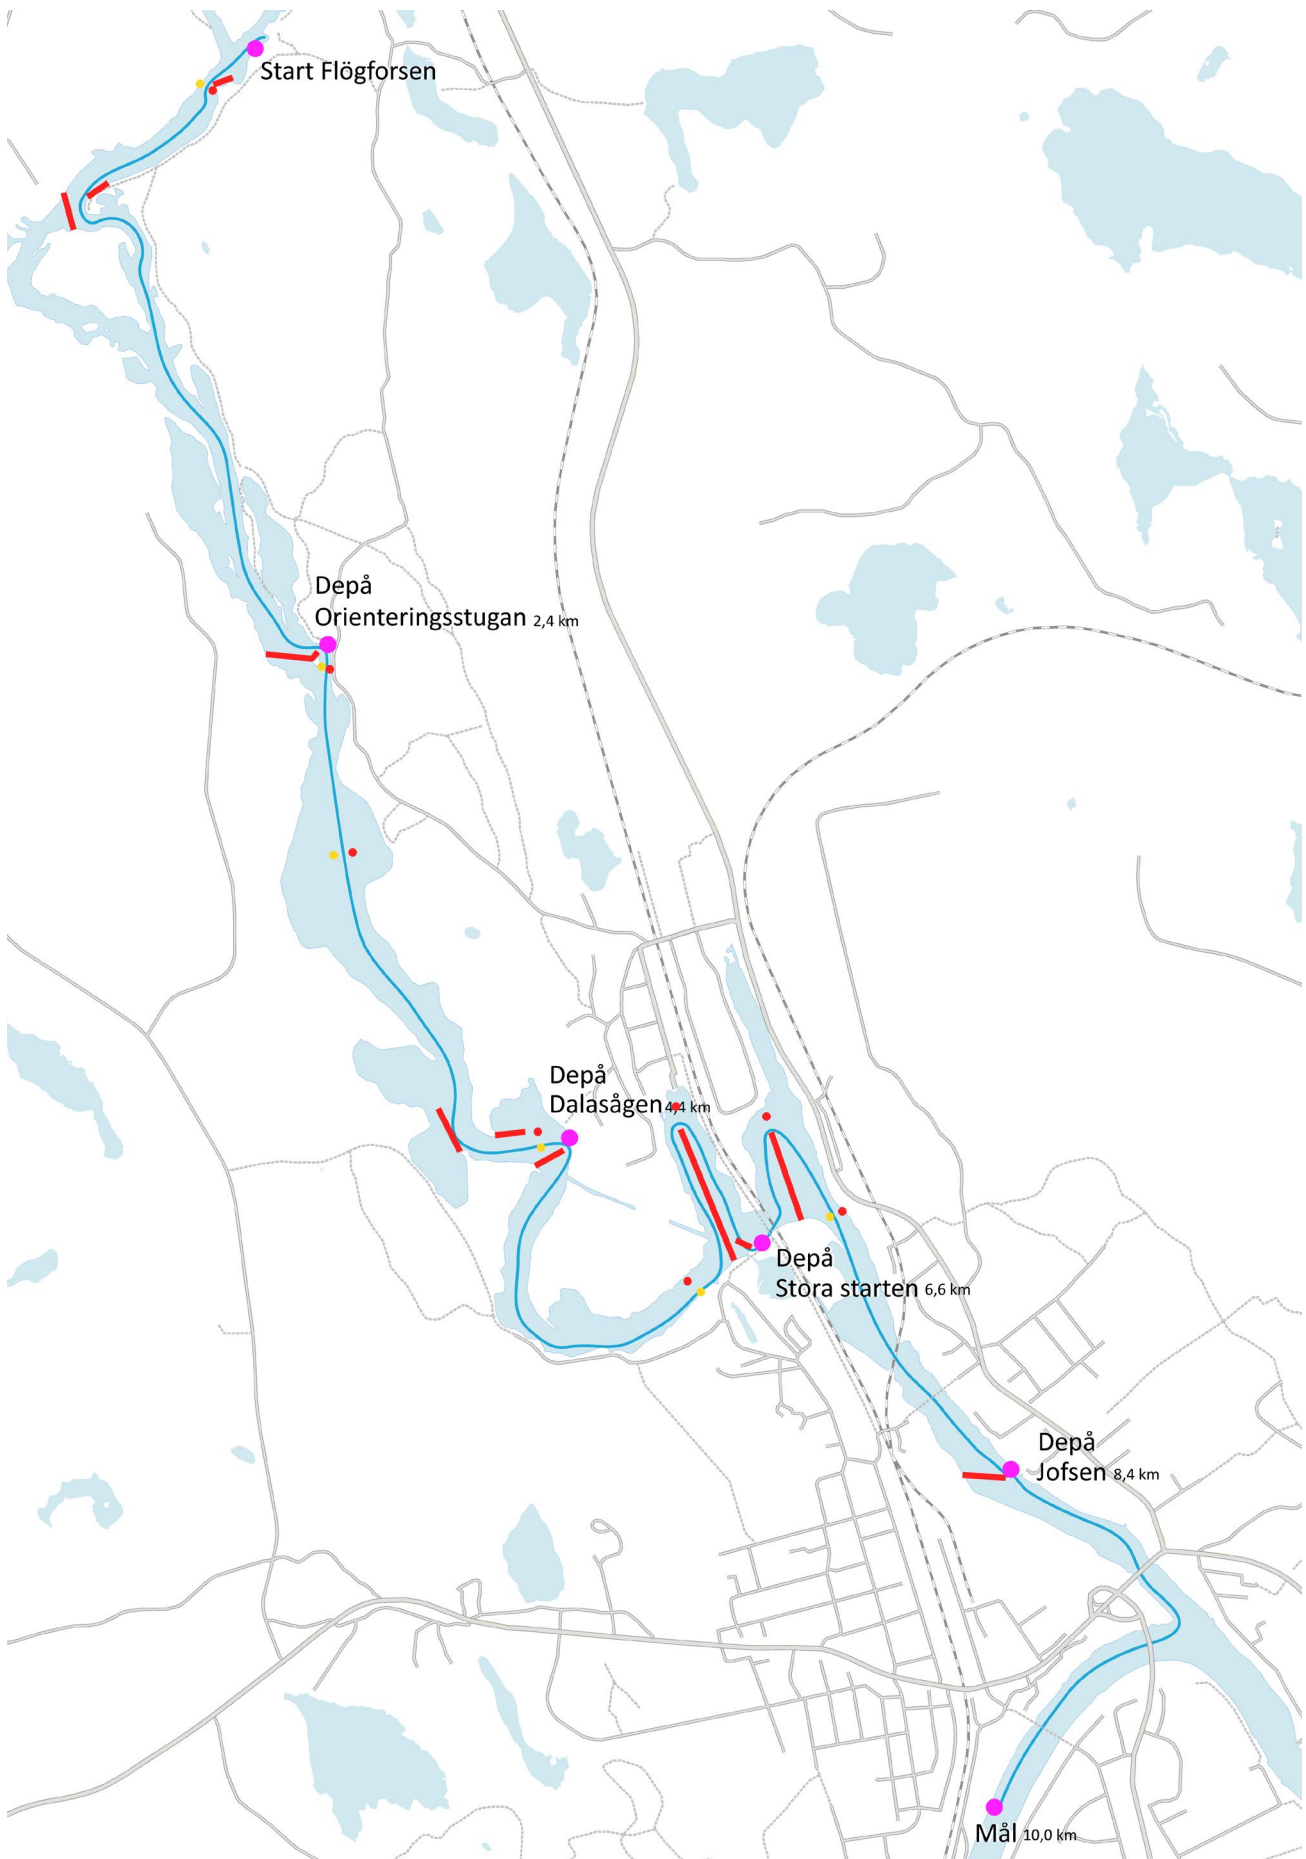 Start Flögforsen
Depå
Orienteringsstugan 2,4 km
Depå
Dalasågen 4,4 km
Depå
Stora starten 6,6 km
Depå
Jofsen 8,4 km
Mål 10,0 km